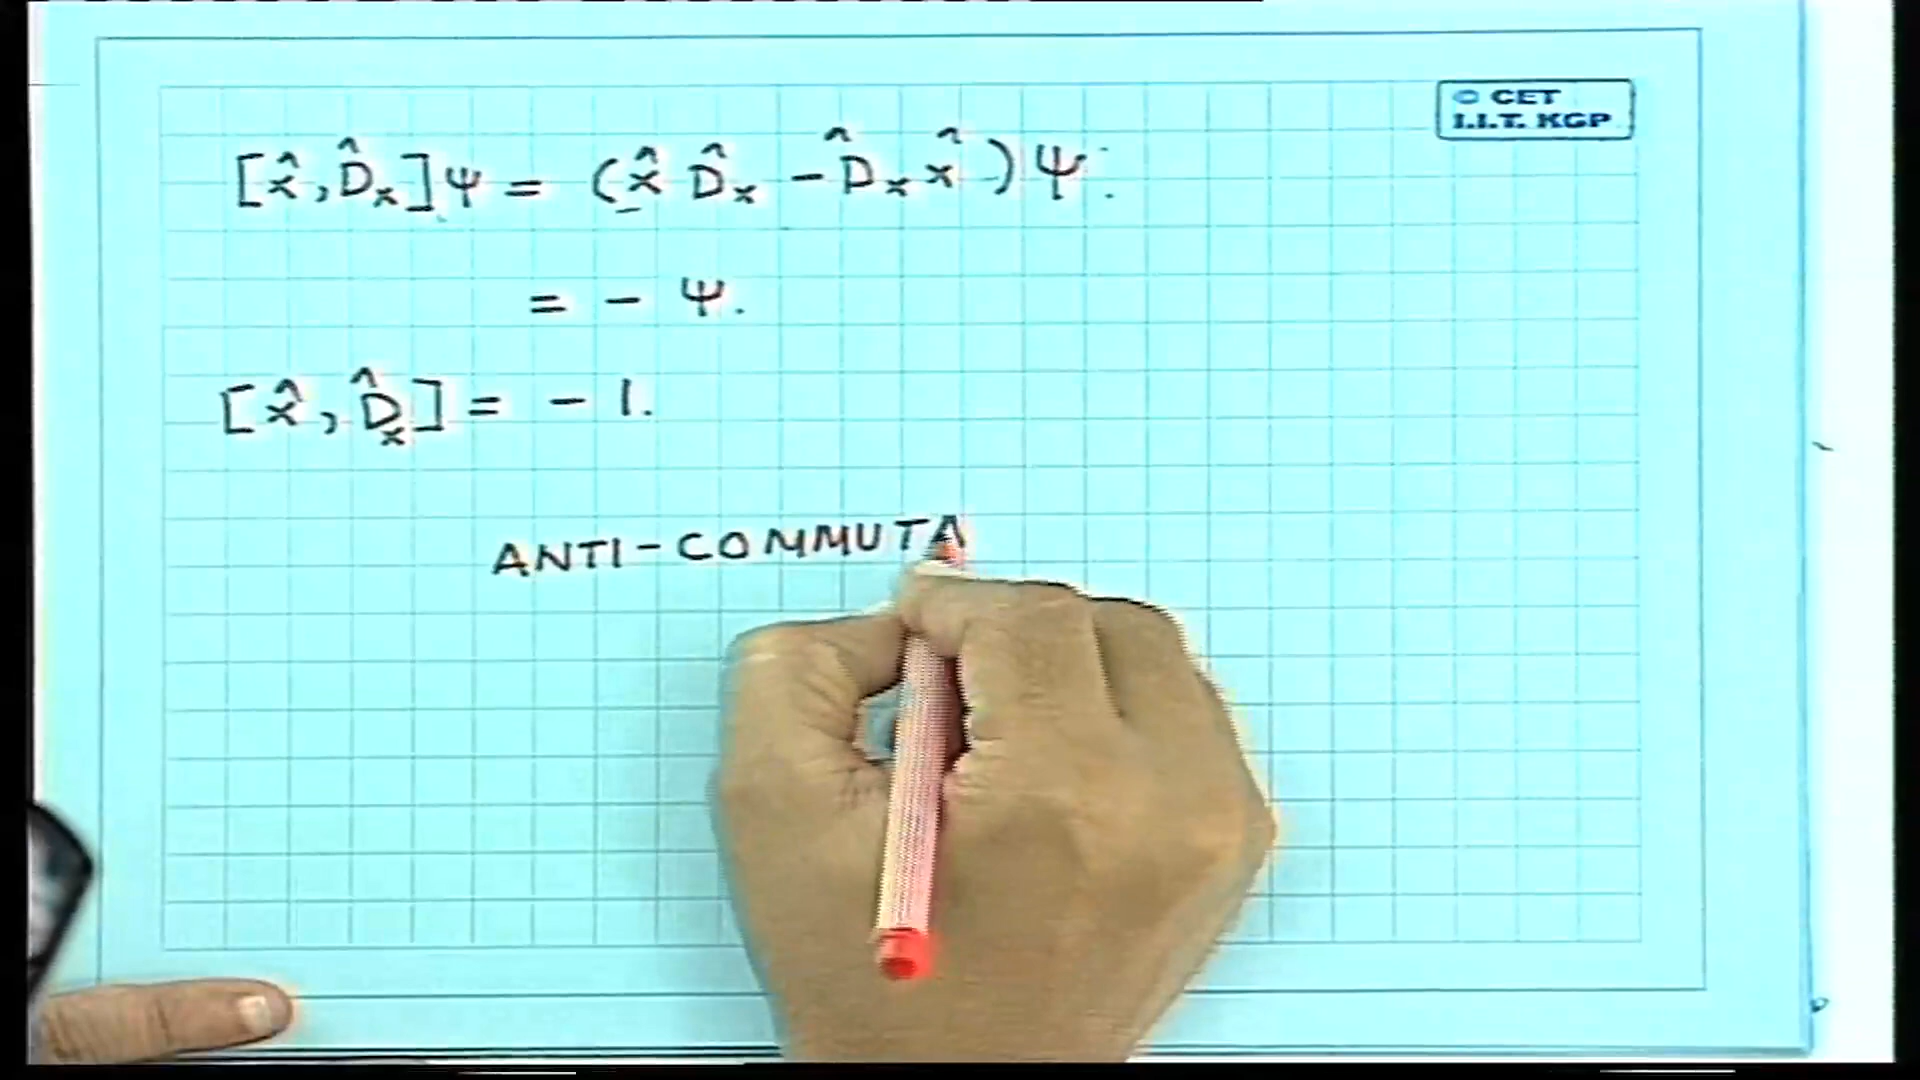 © CET
I.I.T. KGP
[x̂, D̂ₓ]Ψ = (x̂ D̂ₓ - D̂ₓ x̂)Ψ.
= - Ψ.
[x̂, D̂ₓ] = - 1.
ANTI-COMMUTA